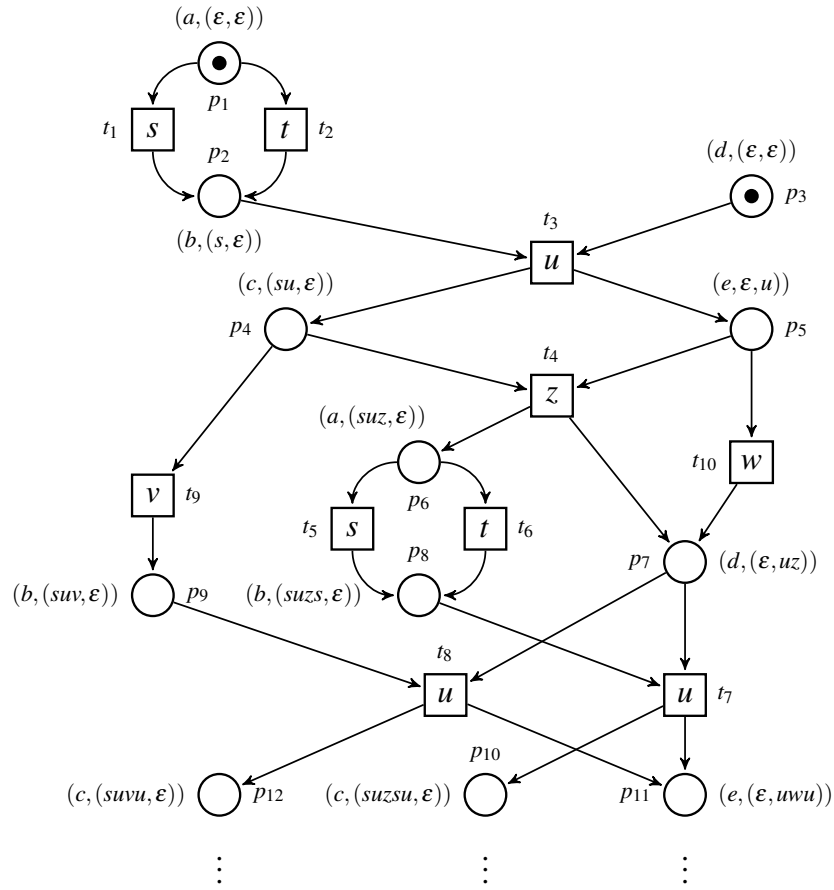 (a,(ε,ε))
p1
t1 s t t2
p2
(d,(ε,ε))
p3
(b,(s,ε))
t3
u
(c,(su,ε))
(e,ε,u))
p4
p5
t4
z
(a,(suz,ε))
p6
t10 w
v t9
t5 s t t6
p8
p7 (d,(ε,uz))
(b,(suv,ε)) p9
(b,(suzs,ε))
t8
u
u t7
p10
(c,(suvu,ε)) p12
(c,(suzsu,ε))
p11 (e,(ε,uwu))
⋮ ⋮ ⋮